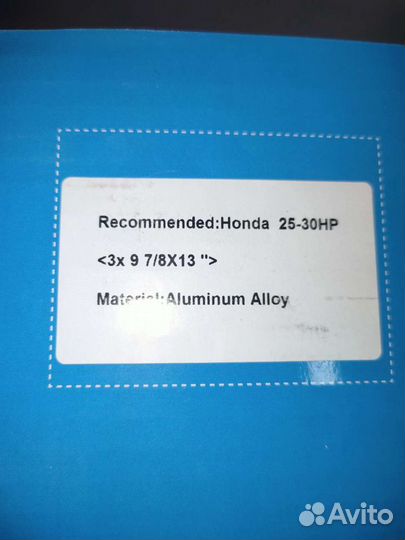 Recommended:Honda 25-30HP
<3x 9 7/8X13 ">
Material:Aluminum Alloy
Avito